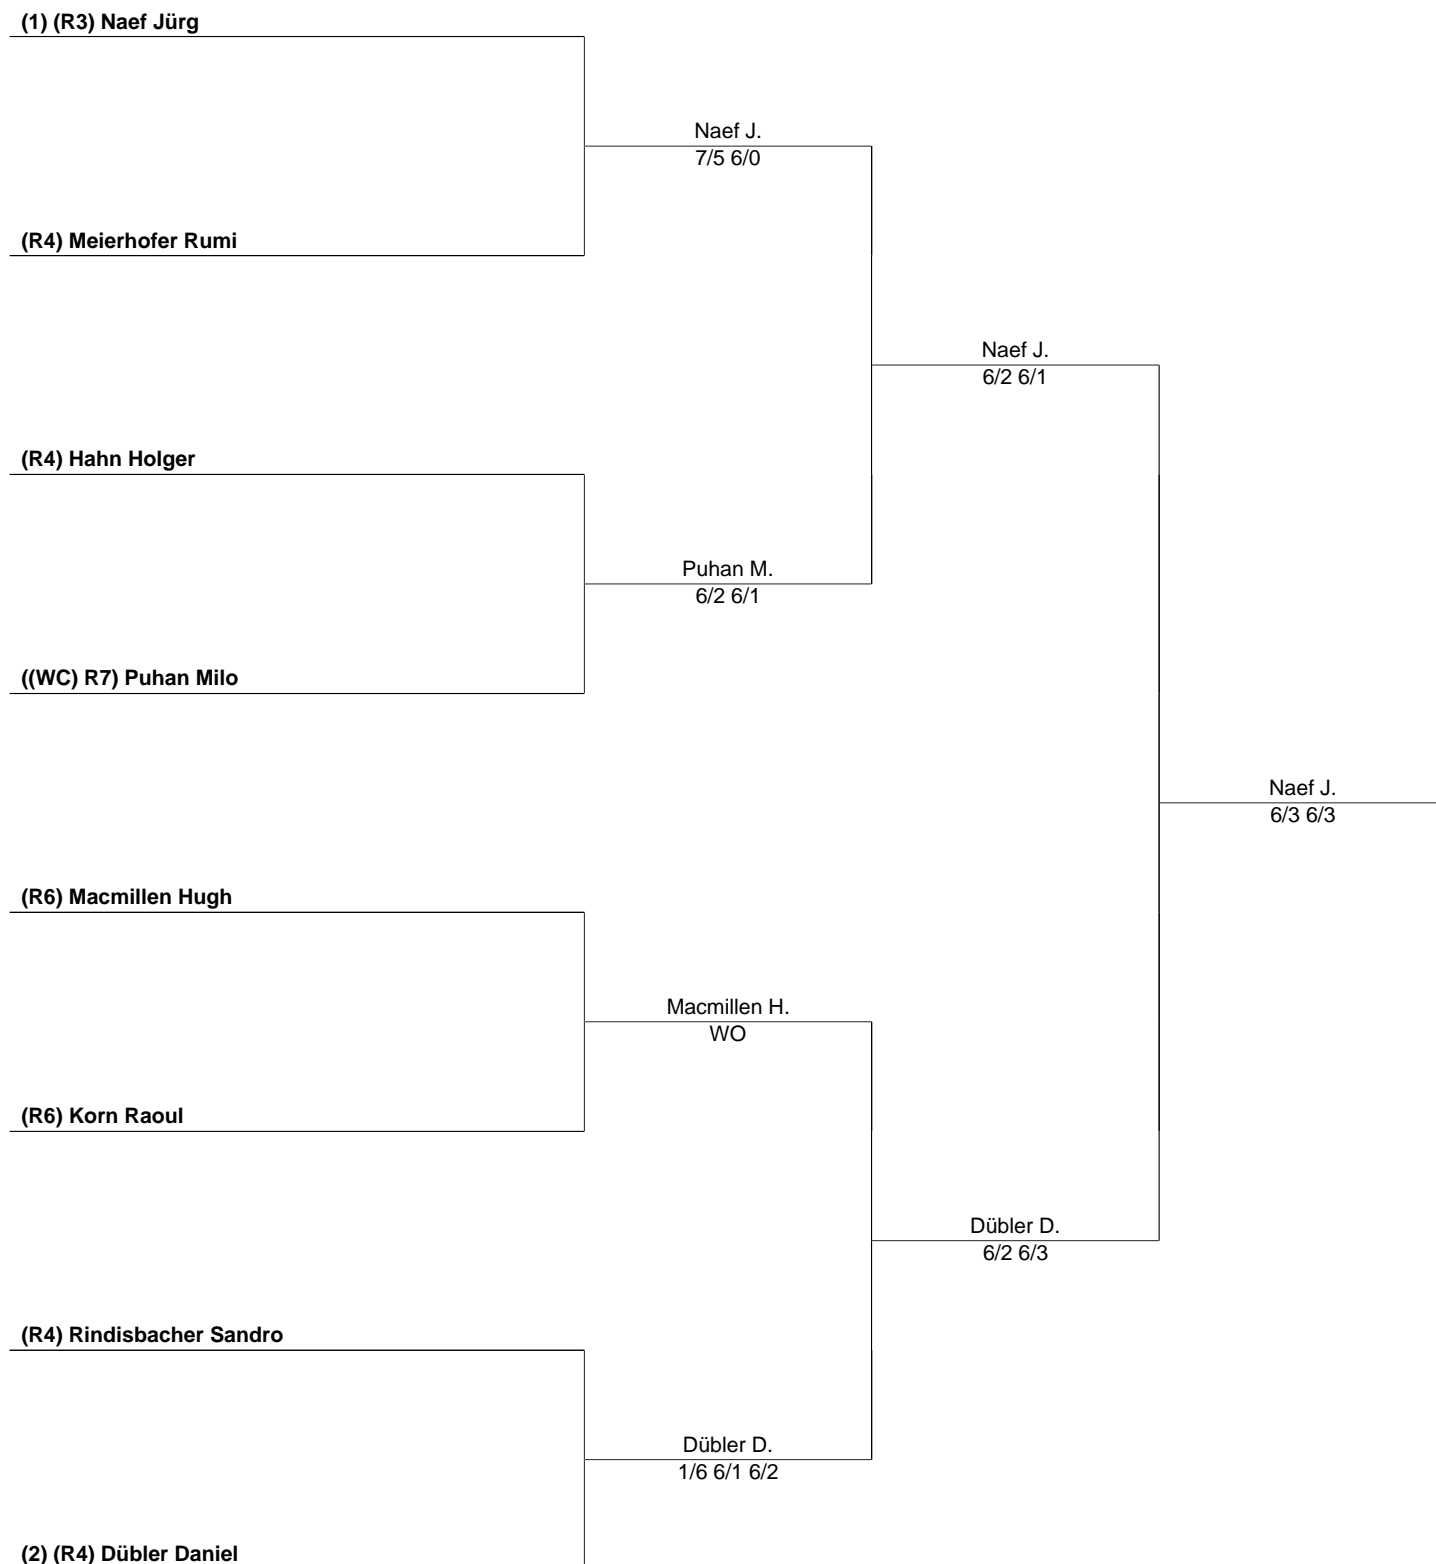 (1) (R3) Naef Jürg
Naef J.
7/5 6/0
(R4) Meierhofer Rumi
Naef J.
6/2 6/1
(R4) Hahn Holger
Puhan M.
6/2 6/1
((WC) R7) Puhan Milo
Naef J.
6/3 6/3
(R6) Macmillen Hugh
Macmillen H.
WO
(R6) Korn Raoul
Dübler D.
6/2 6/3
(R4) Rindisbacher Sandro
Dübler D.
1/6 6/1 6/2
(2) (R4) Dübler Daniel